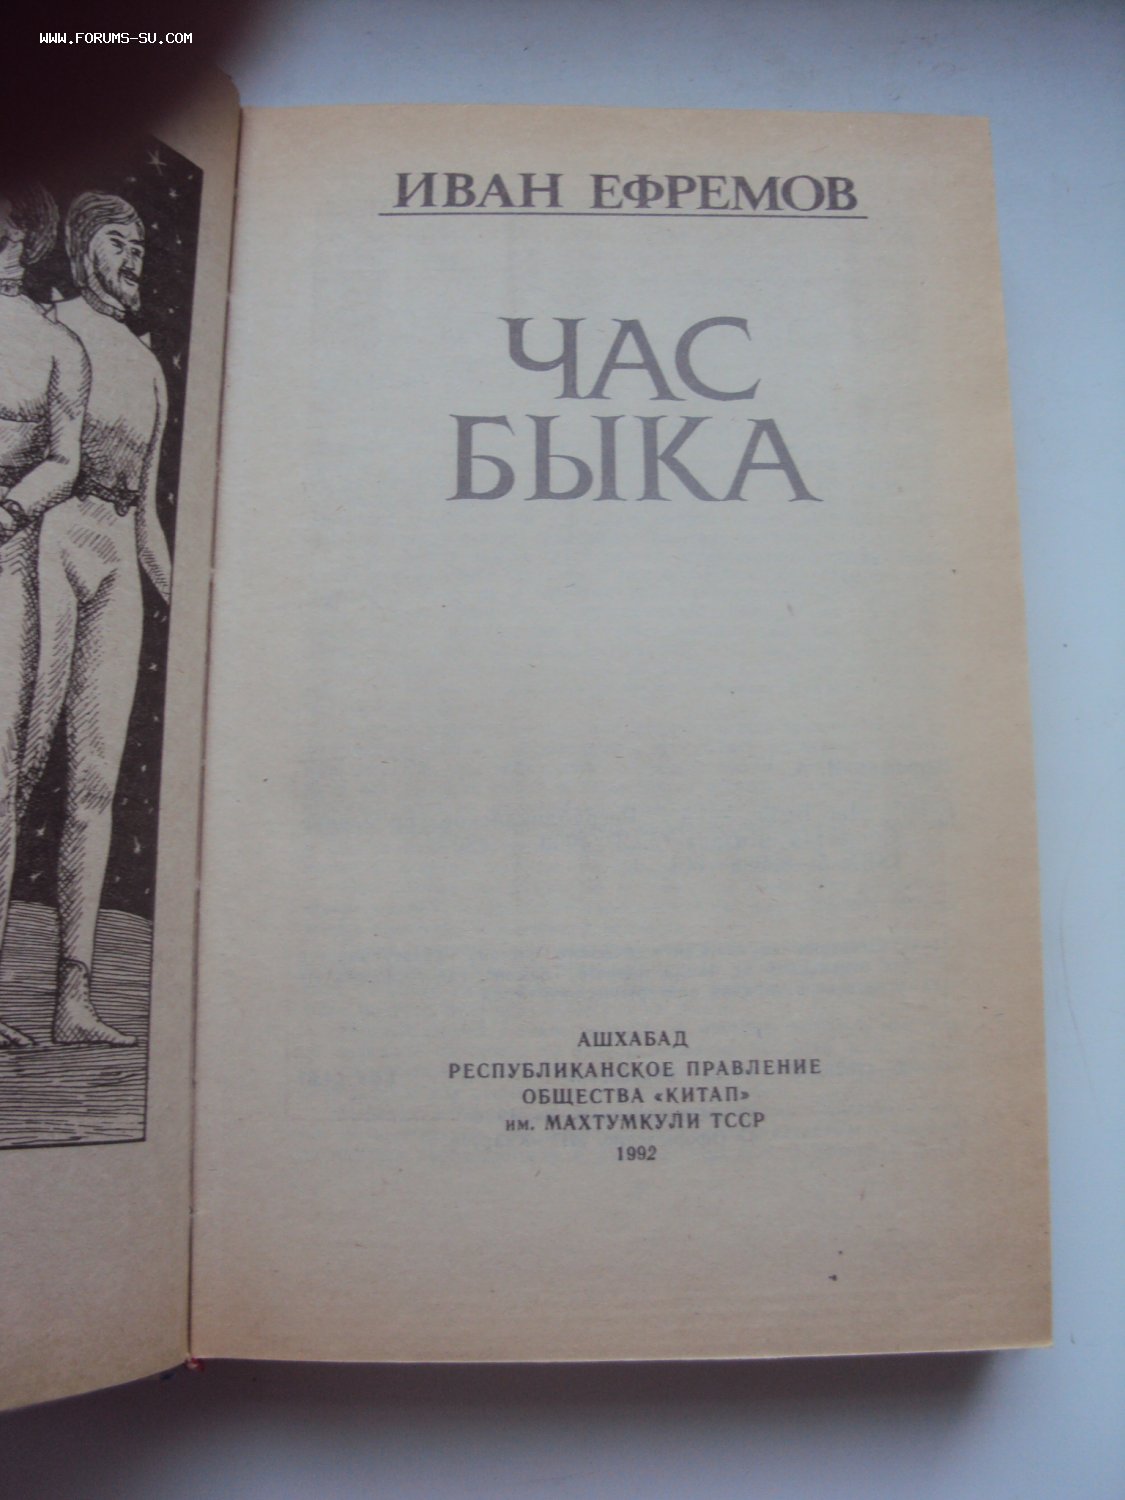 WWW.FORUMS-SU.COM
ИВАН ЕФРЕМОВ
ЧАС
БЫКА
АШХАБАД
РЕСПУБЛИКАНСКОЕ ПРАВЛЕНИЕ
ОБЩЕСТВА «КИТАП»
им. МАХТУМКУЛИ ТССР
1992